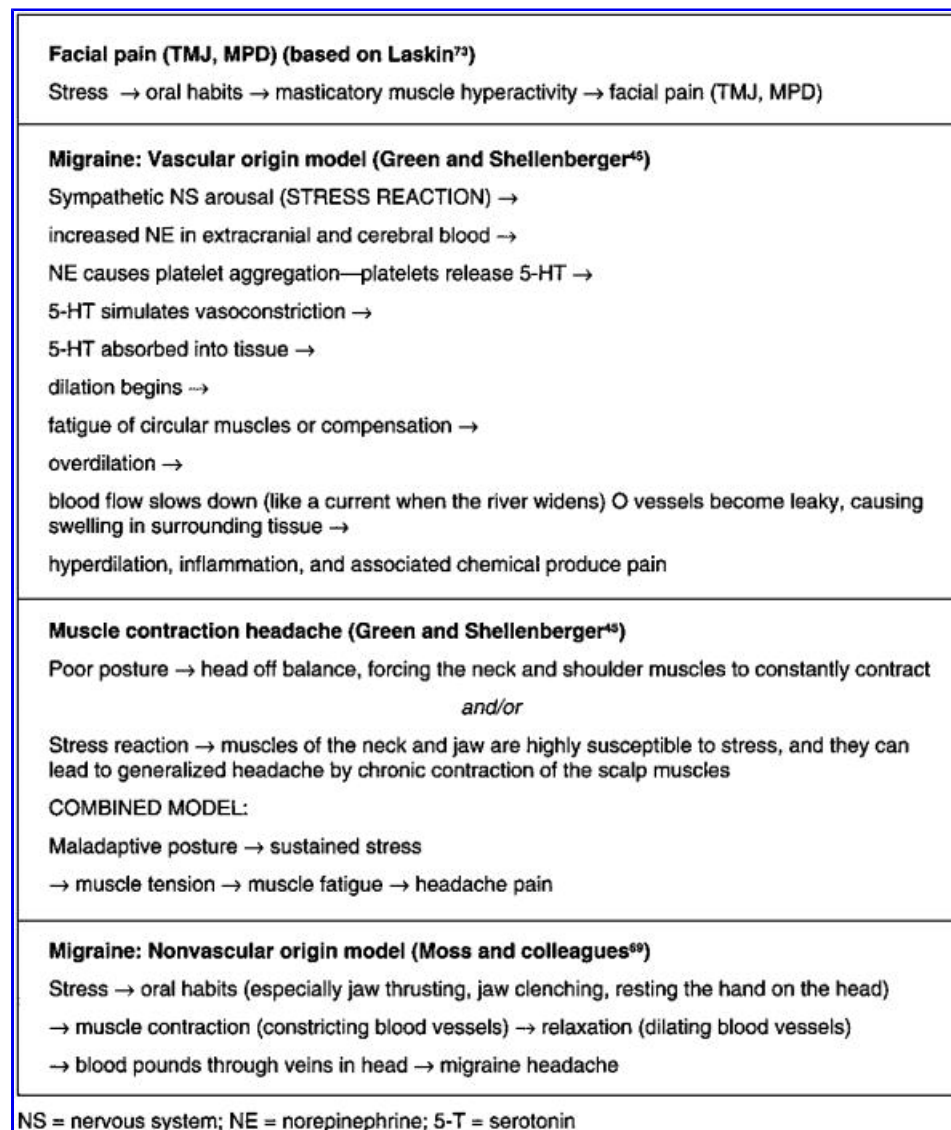 Facial pain (TMJ, MPD) (based on Laskin⁷³)
Stress → oral habits → masticatory muscle hyperactivity → facial pain (TMJ, MPD)
Migraine: Vascular origin model (Green and Shellenberger⁴⁵)
Sympathetic NS arousal (STRESS REACTION) →
increased NE in extracranial and cerebral blood →
NE causes platelet aggregation—platelets release 5-HT →
5-HT simulates vasoconstriction →
5-HT absorbed into tissue →
dilation begins →
fatigue of circular muscles or compensation →
overdilation →
blood flow slows down (like a current when the river widens) O vessels become leaky, causing
swelling in surrounding tissue →
hyperdilation, inflammation, and associated chemical produce pain
Muscle contraction headache (Green and Shellenberger⁴⁵)
Poor posture → head off balance, forcing the neck and shoulder muscles to constantly contract
and/or
Stress reaction → muscles of the neck and jaw are highly susceptible to stress, and they can
lead to generalized headache by chronic contraction of the scalp muscles
COMBINED MODEL:
Maladaptive posture → sustained stress
→ muscle tension → muscle fatigue → headache pain
Migraine: Nonvascular origin model (Moss and colleagues⁶⁹)
Stress → oral habits (especially jaw thrusting, jaw clenching, resting the hand on the head)
→ muscle contraction (constricting blood vessels) → relaxation (dilating blood vessels)
→ blood pounds through veins in head → migraine headache
NS = nervous system; NE = norepinephrine; 5-T = serotonin